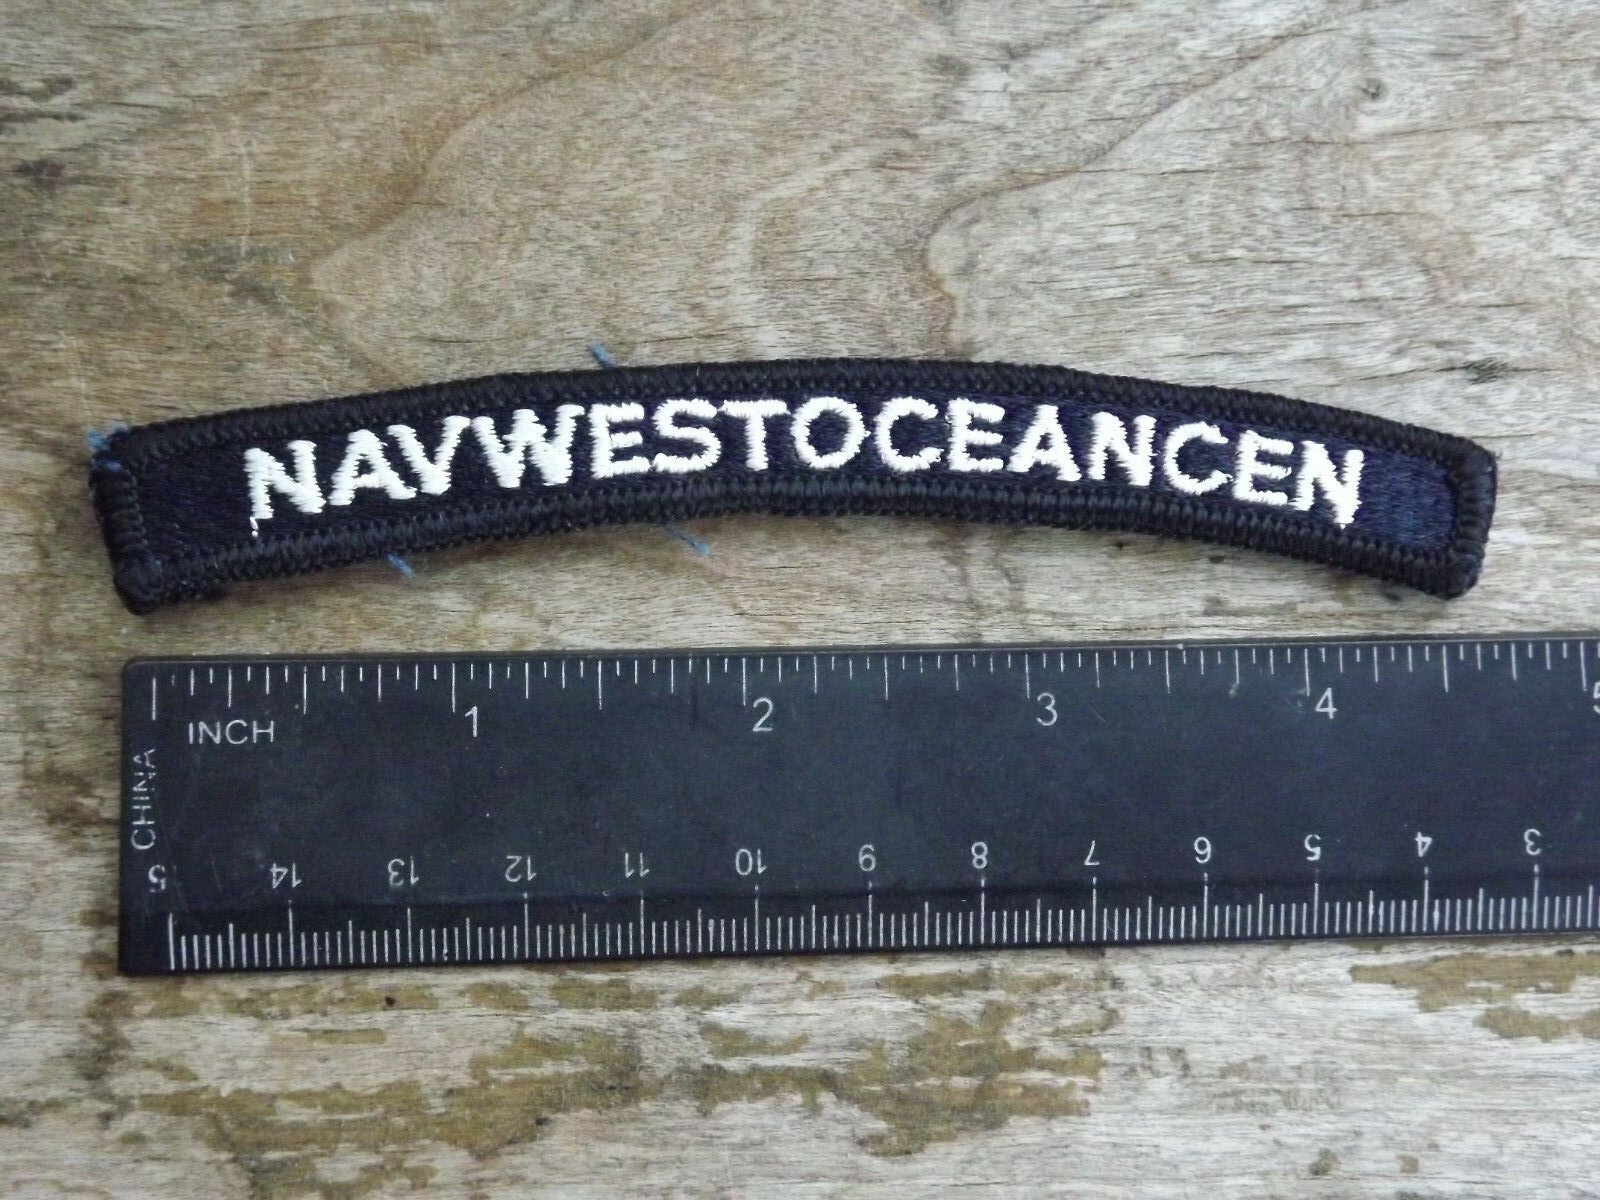 NAVWESTOCEANCEN
1 2 3 4 5
INCH
CHINA
5 14 13 12 11 10 9 8 7 6 5 4 3